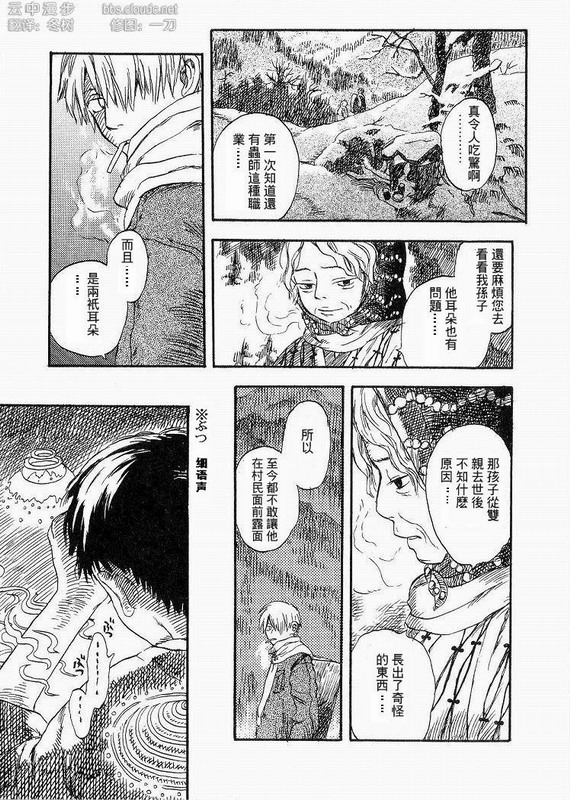 云中漫步
bbs.cloudc.net
翻译:冬树
修图:一刀
真令人吃驚啊
…………
第一次知道還
有蟲師這種職
業……
還要麻煩您去
看看我孫子
他耳朵也有
問題……
而且……
是兩衹耳朵
……
那孩子從雙
親去世後
不知什麽
原因……
長出了奇怪
的東西……
所以
至今都不敢讓他
在村民面前露面
※ぶつ
细语声